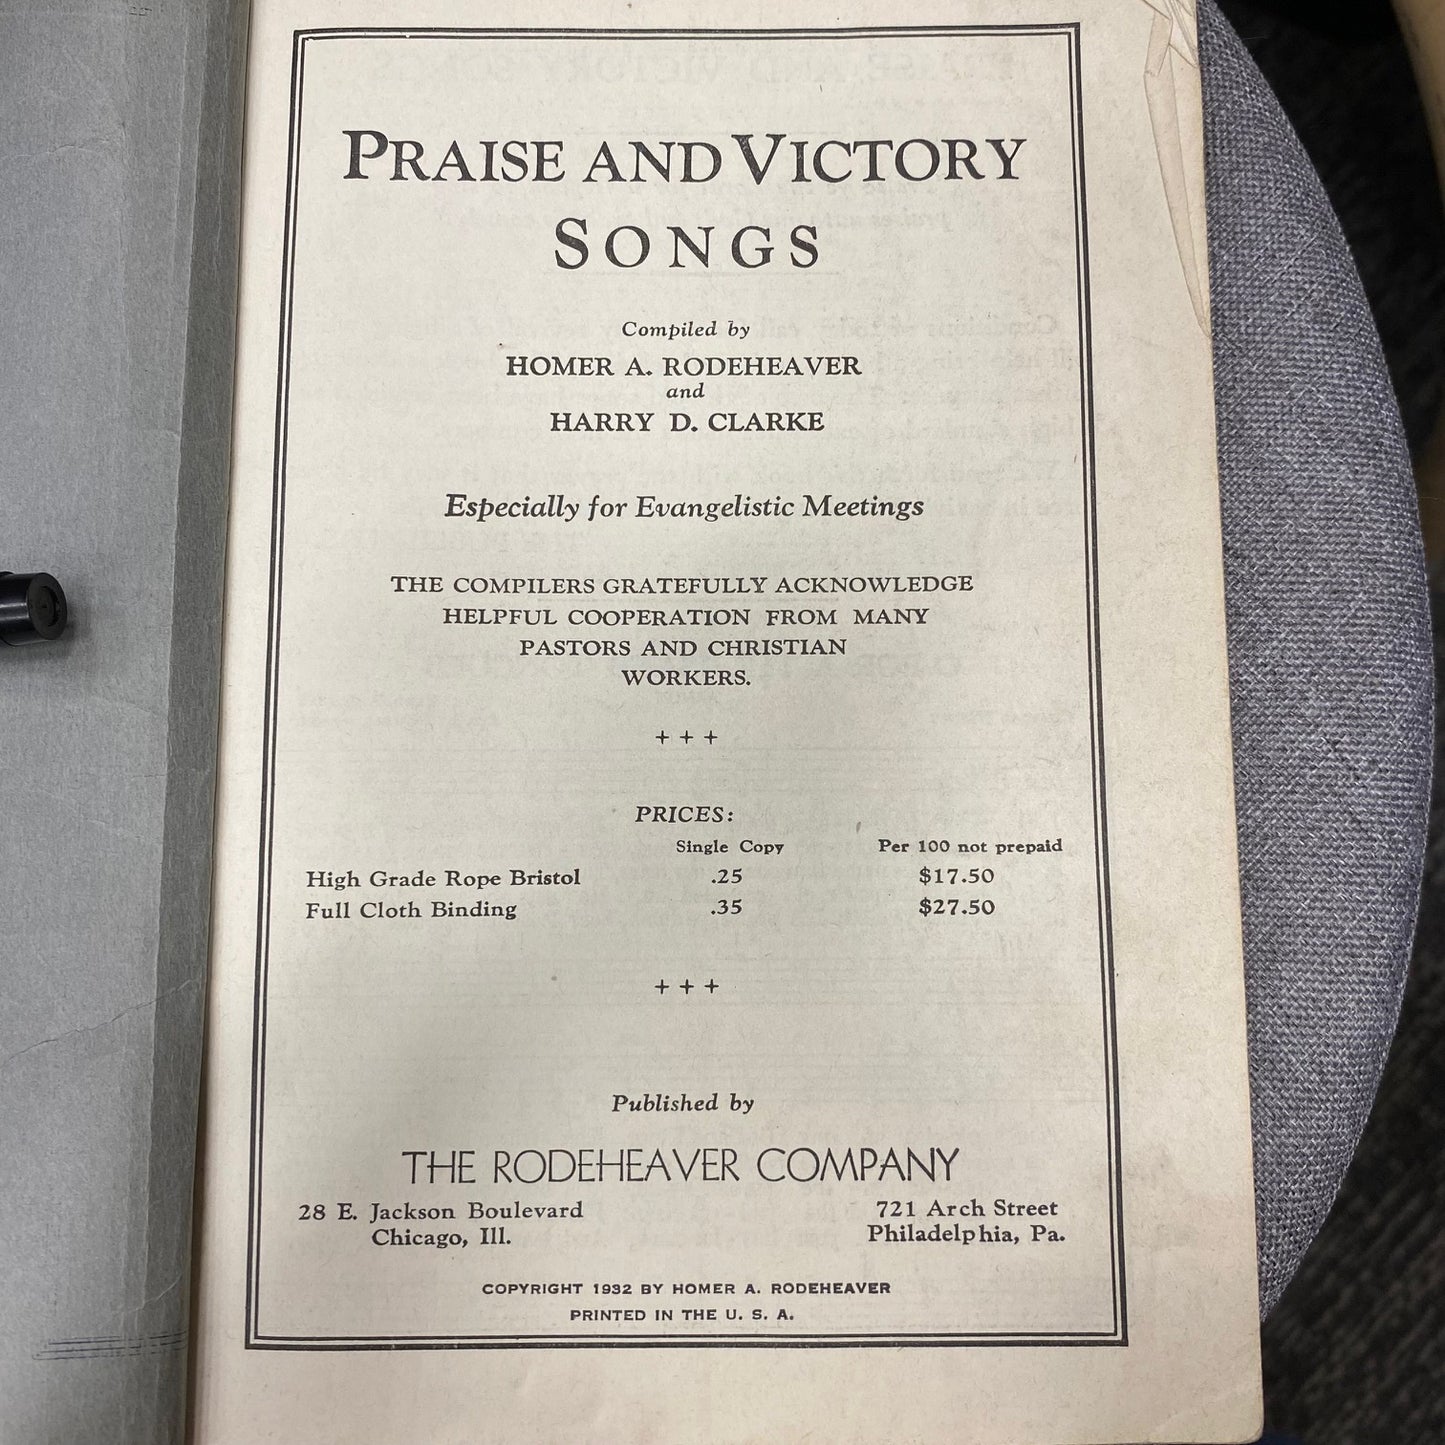 PRAISE AND VICTORY
SONGS
Compiled by
HOMER A. RODEHEAVER
and
HARRY D. CLARKE
Especially for Evangelistic Meetings
THE COMPILERS GRATEFULLY ACKNOWLEDGE
HELPFUL COOPERATION FROM MANY
PASTORS AND CHRISTIAN
WORKERS.
+ + +
PRICES:
Single Copy Per 100 not prepaid
High Grade Rope Bristol .25 $17.50
Full Cloth Binding .35 $27.50
+ + +
Published by
THE RODEHEAVER COMPANY
28 E. Jackson Boulevard 721 Arch Street
Chicago, Ill. Philadelphia, Pa.
COPYRIGHT 1932 BY HOMER A. RODEHEAVER
PRINTED IN THE U. S. A.